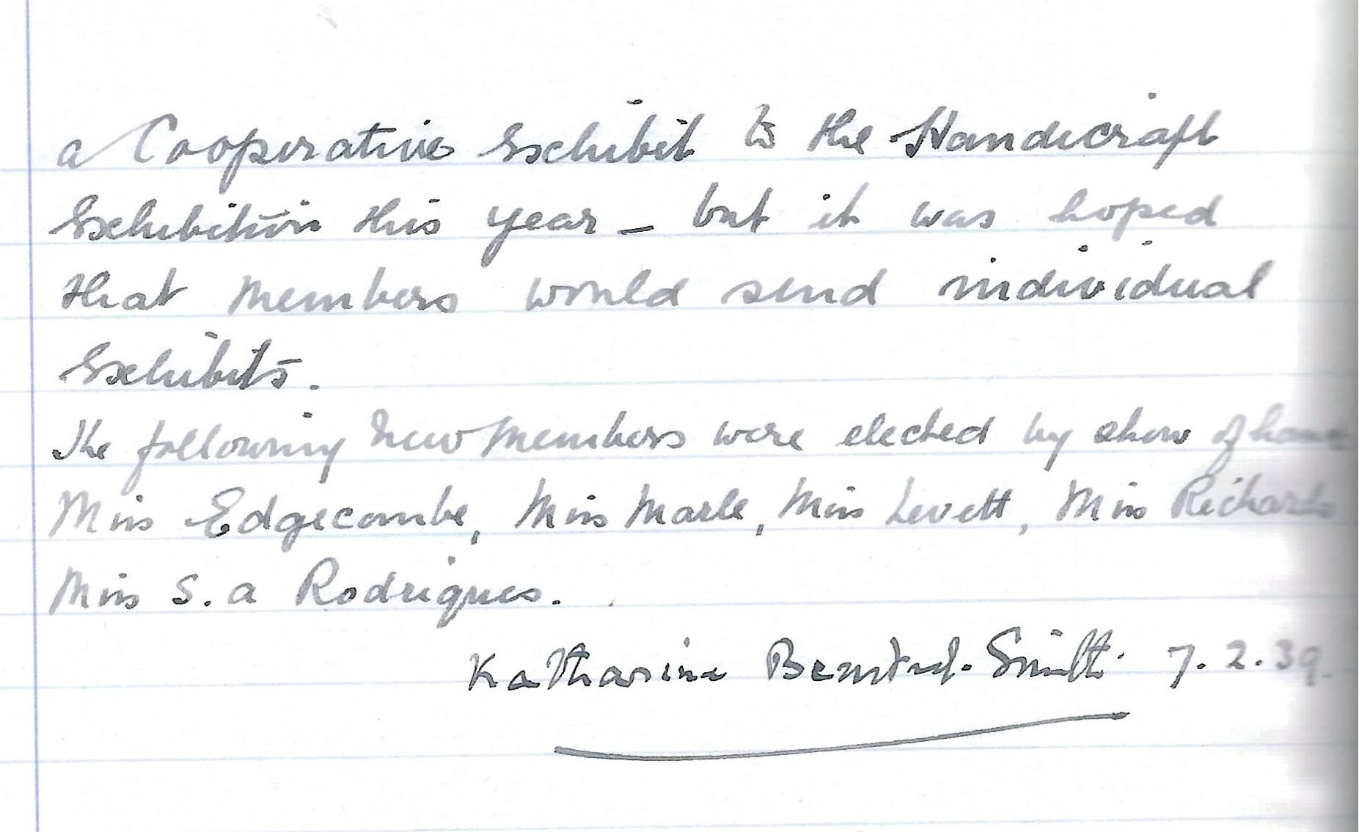 a Cooperative Exhibit to the Handicraft
Exhibition this year – but it was hoped
that members would send individual
Exhibits.
The following new members were elected by show of hands
Miss Edgecombe, Miss Marle, Miss Levett, Miss Richards
Miss S. a Rodrigues.
Katharine Smith. 7.2.39.